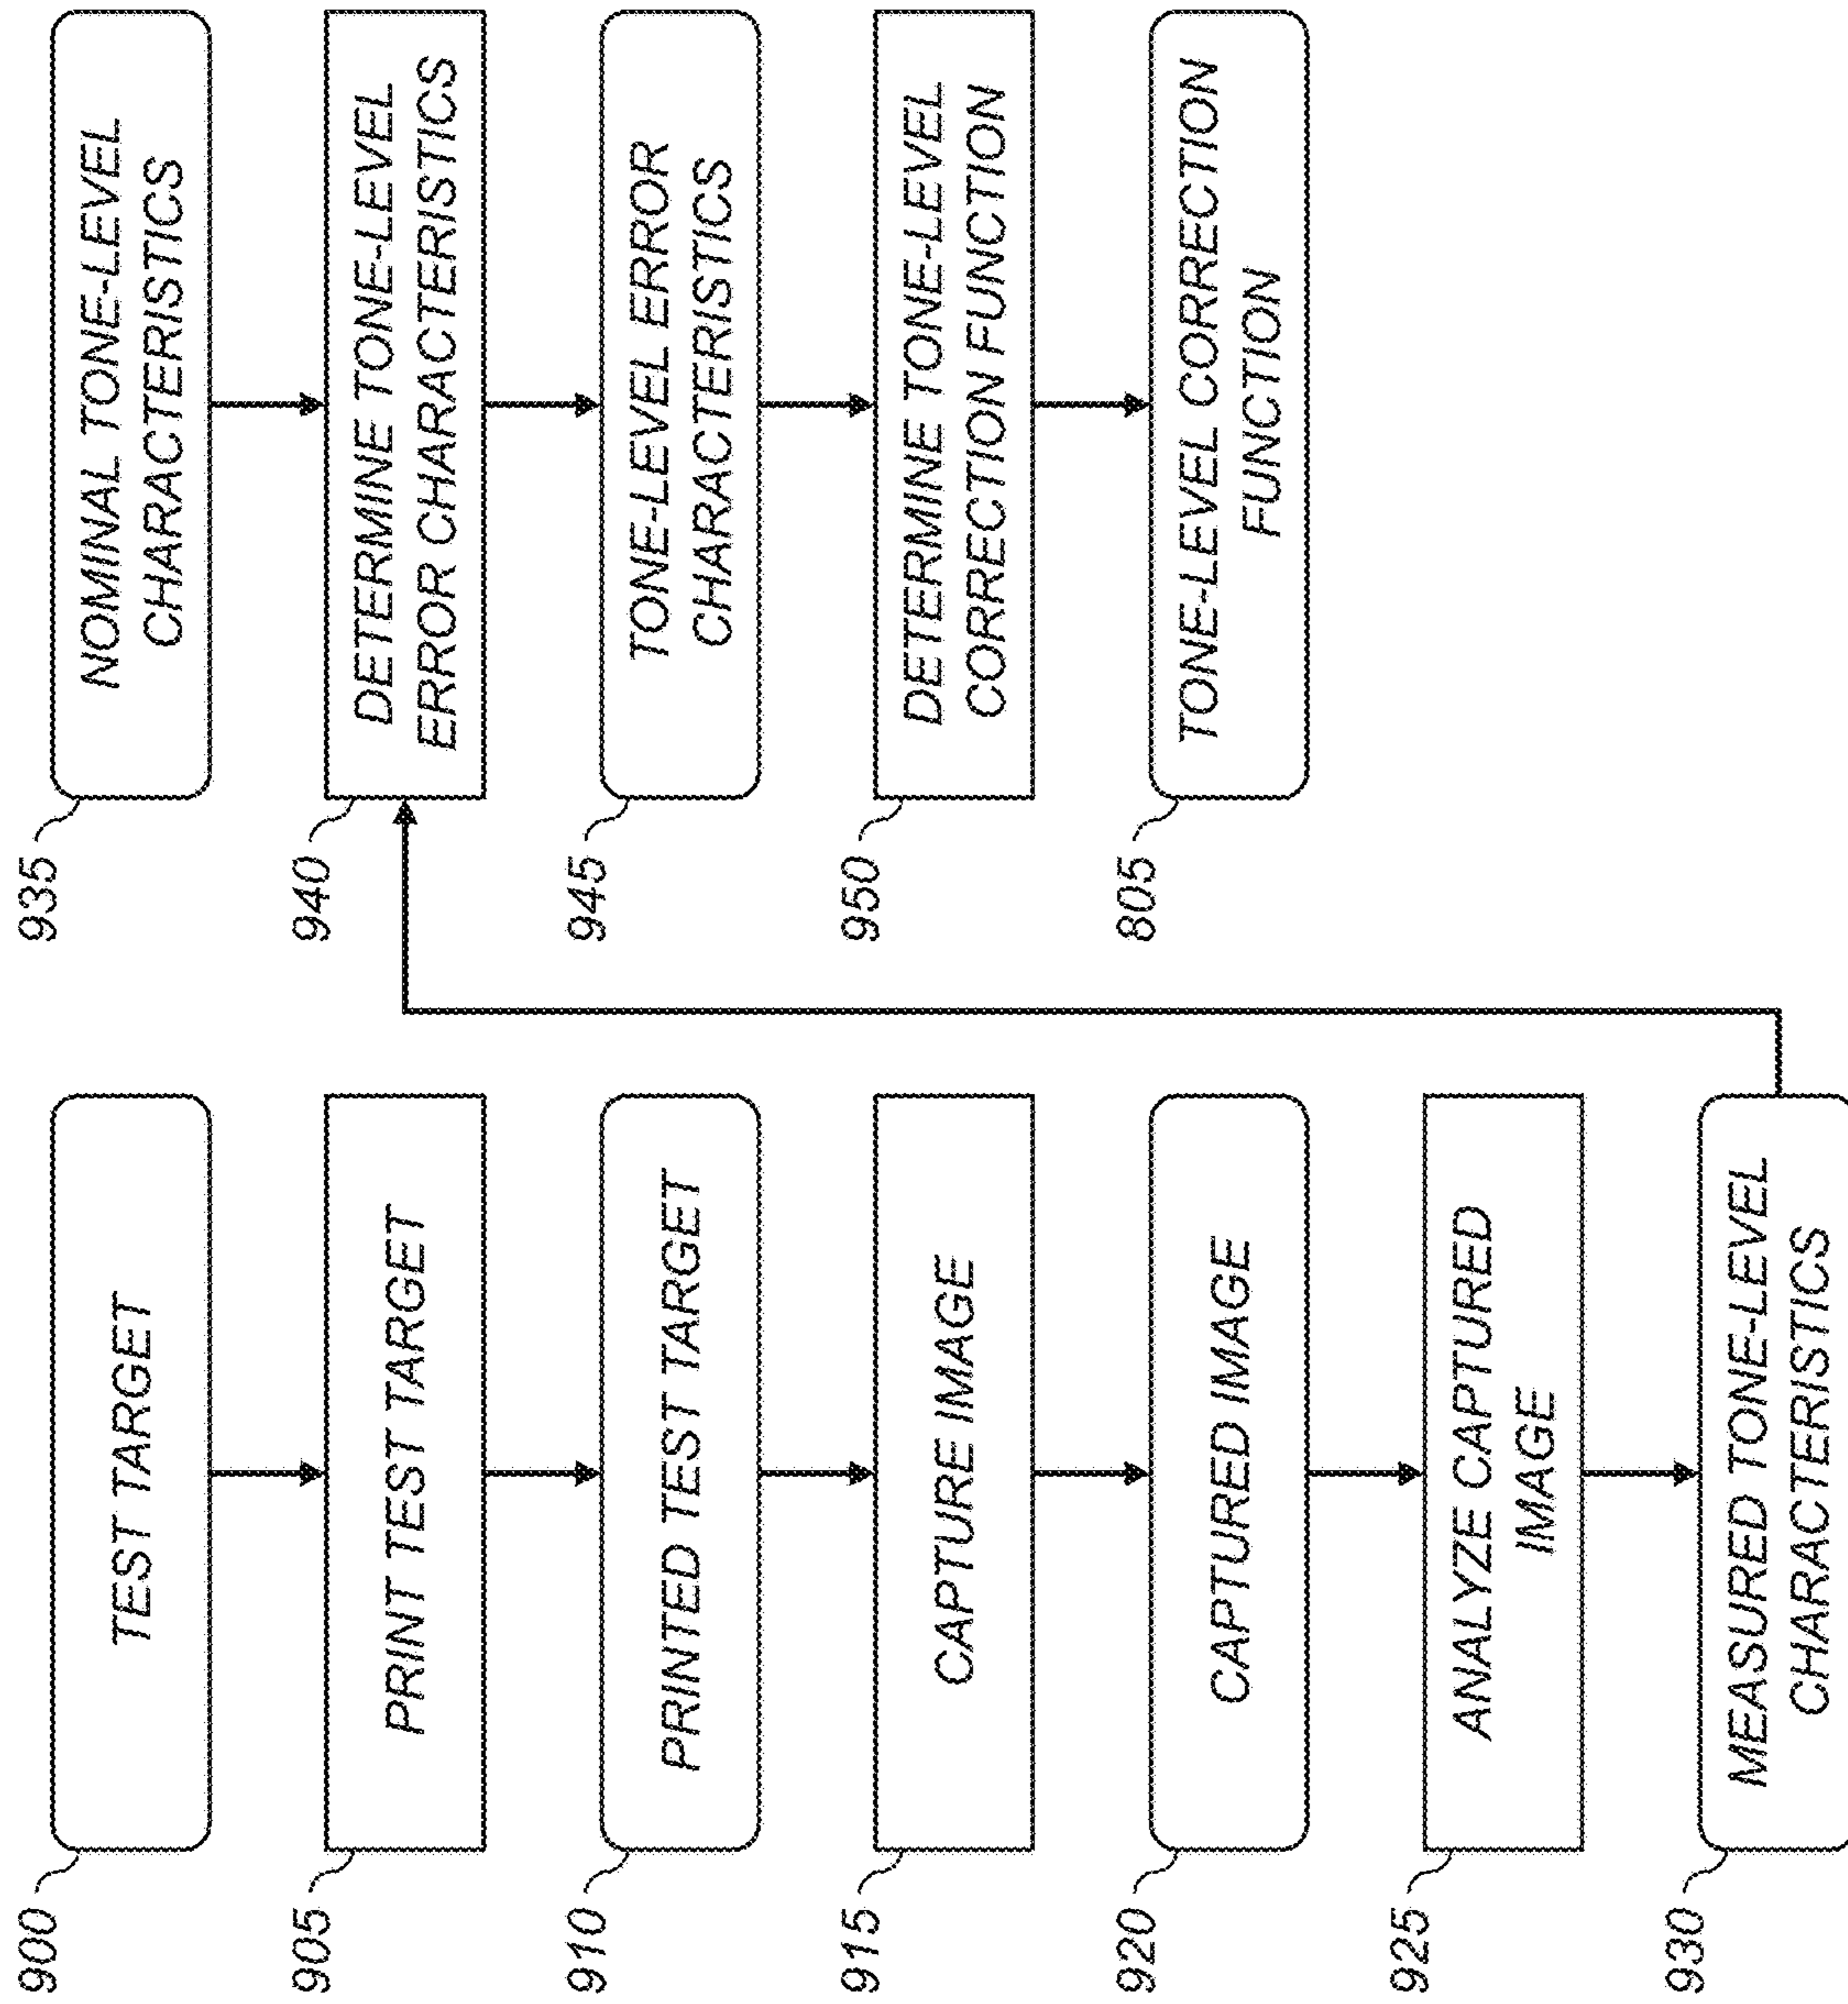 900
TEST TARGET
905
PRINT TEST TARGET
910
PRINTED TEST TARGET
915
CAPTURE IMAGE
920
CAPTURED IMAGE
925
ANALYZE CAPTURED
IMAGE
930
MEASURED TONE-LEVEL
CHARACTERISTICS
935
NOMINAL TONE-LEVEL
CHARACTERISTICS
940
DETERMINE TONE-LEVEL
ERROR CHARACTERISTICS
945
TONE-LEVEL ERROR
CHARACTERISTICS
950
DETERMINE TONE-LEVEL
CORRECTION FUNCTION
805
TONE-LEVEL CORRECTION
FUNCTION